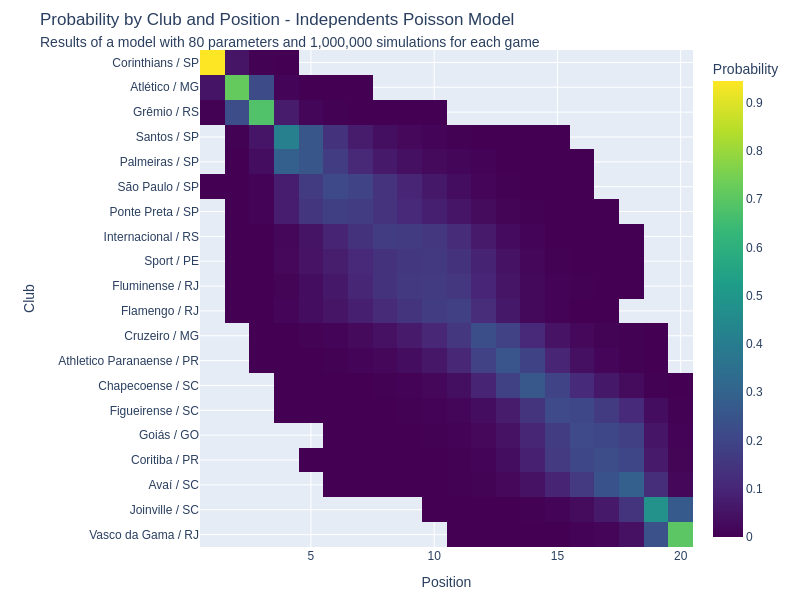 Probability by Club and Position - Independents Poisson Model
Results of a model with 80 parameters and 1,000,000 simulations for each game
Probability
Corinthians / SP
Atlético / MG
Grêmio / RS
Santos / SP
Palmeiras / SP
São Paulo / SP
Ponte Preta / SP
Internacional / RS
Sport / PE
Fluminense / RJ
Flamengo / RJ
Cruzeiro / MG
Athletico Paranaense / PR
Chapecoense / SC
Figueirense / SC
Goiás / GO
Coritiba / PR
Avaí / SC
Joinville / SC
Vasco da Gama / RJ
Club
5
10
15
20
Position
0.9
0.8
0.7
0.6
0.5
0.4
0.3
0.2
0.1
0